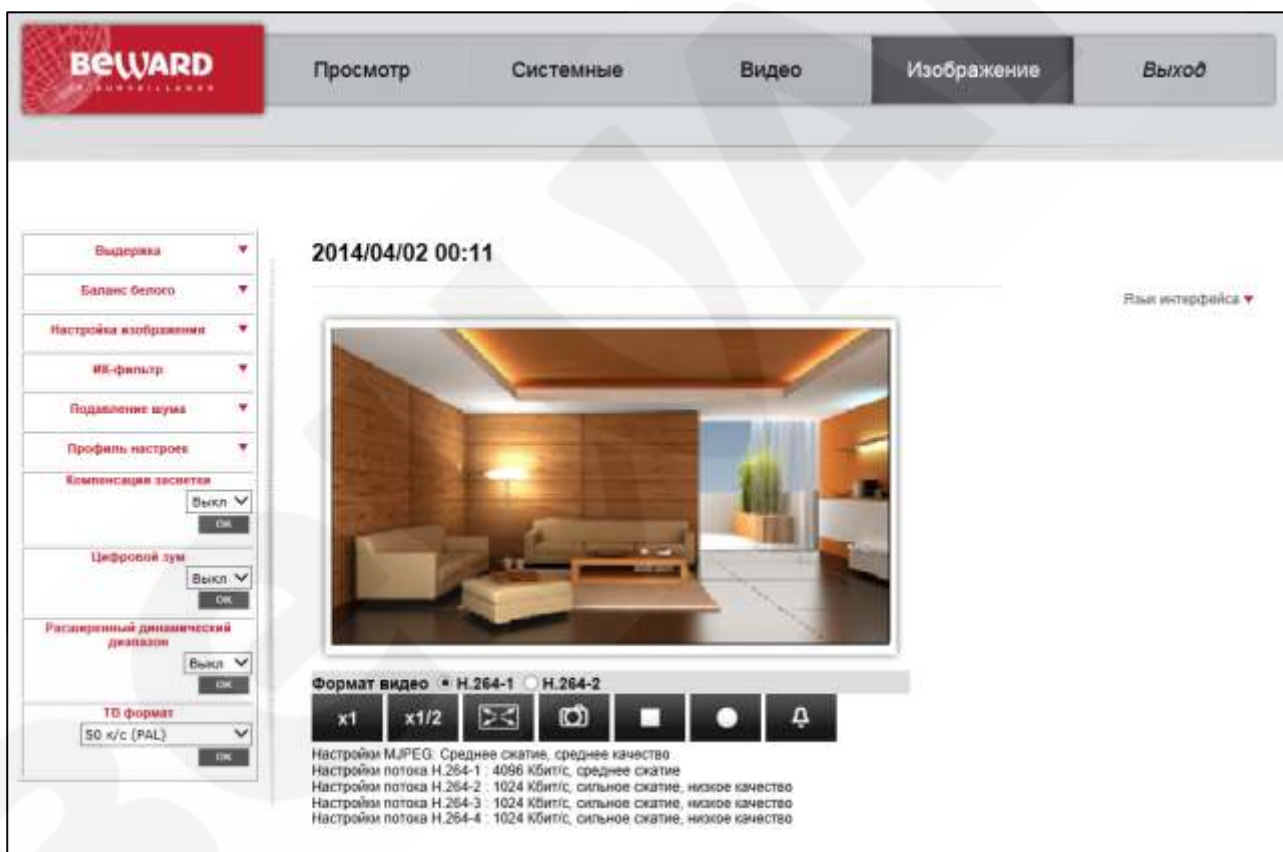 BEWARD
IP SURVEILLANCE
Просмотр
Системные
Видео
Изображение
Выход
Выдержка
Баланс белого
Настройка изображения
ИК-фильтр
Подавление шума
Профиль настроек
Компенсация засветки
Выкл
OK
Цифровой зум
Выкл
OK
Расширенный динамический
диапазон
Выкл
OK
ТВ формат
50 к/с (PAL)
OK
2014/04/02 00:11
Язык интерфейса
Формат видео H.264-1 H.264-2
x1
x1/2
Настройки MJPEG: Среднее сжатие, среднее качество
Настройки потока H.264-1 : 4096 Кбит/с, среднее сжатие
Настройки потока H.264-2 : 1024 Кбит/с, сильное сжатие, низкое качество
Настройки потока H.264-3 : 1024 Кбит/с, сильное сжатие, низкое качество
Настройки потока H.264-4 : 1024 Кбит/с, сильное сжатие, низкое качество